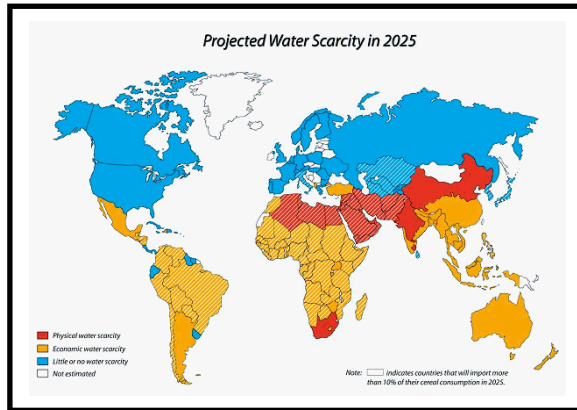 Projected Water Scarcity in 2025
Physical water scarcity
Economic water scarcity
Little or no water scarcity
Not estimated
Note: indicates countries that will import more
than 10% of their cereal consumption in 2025.